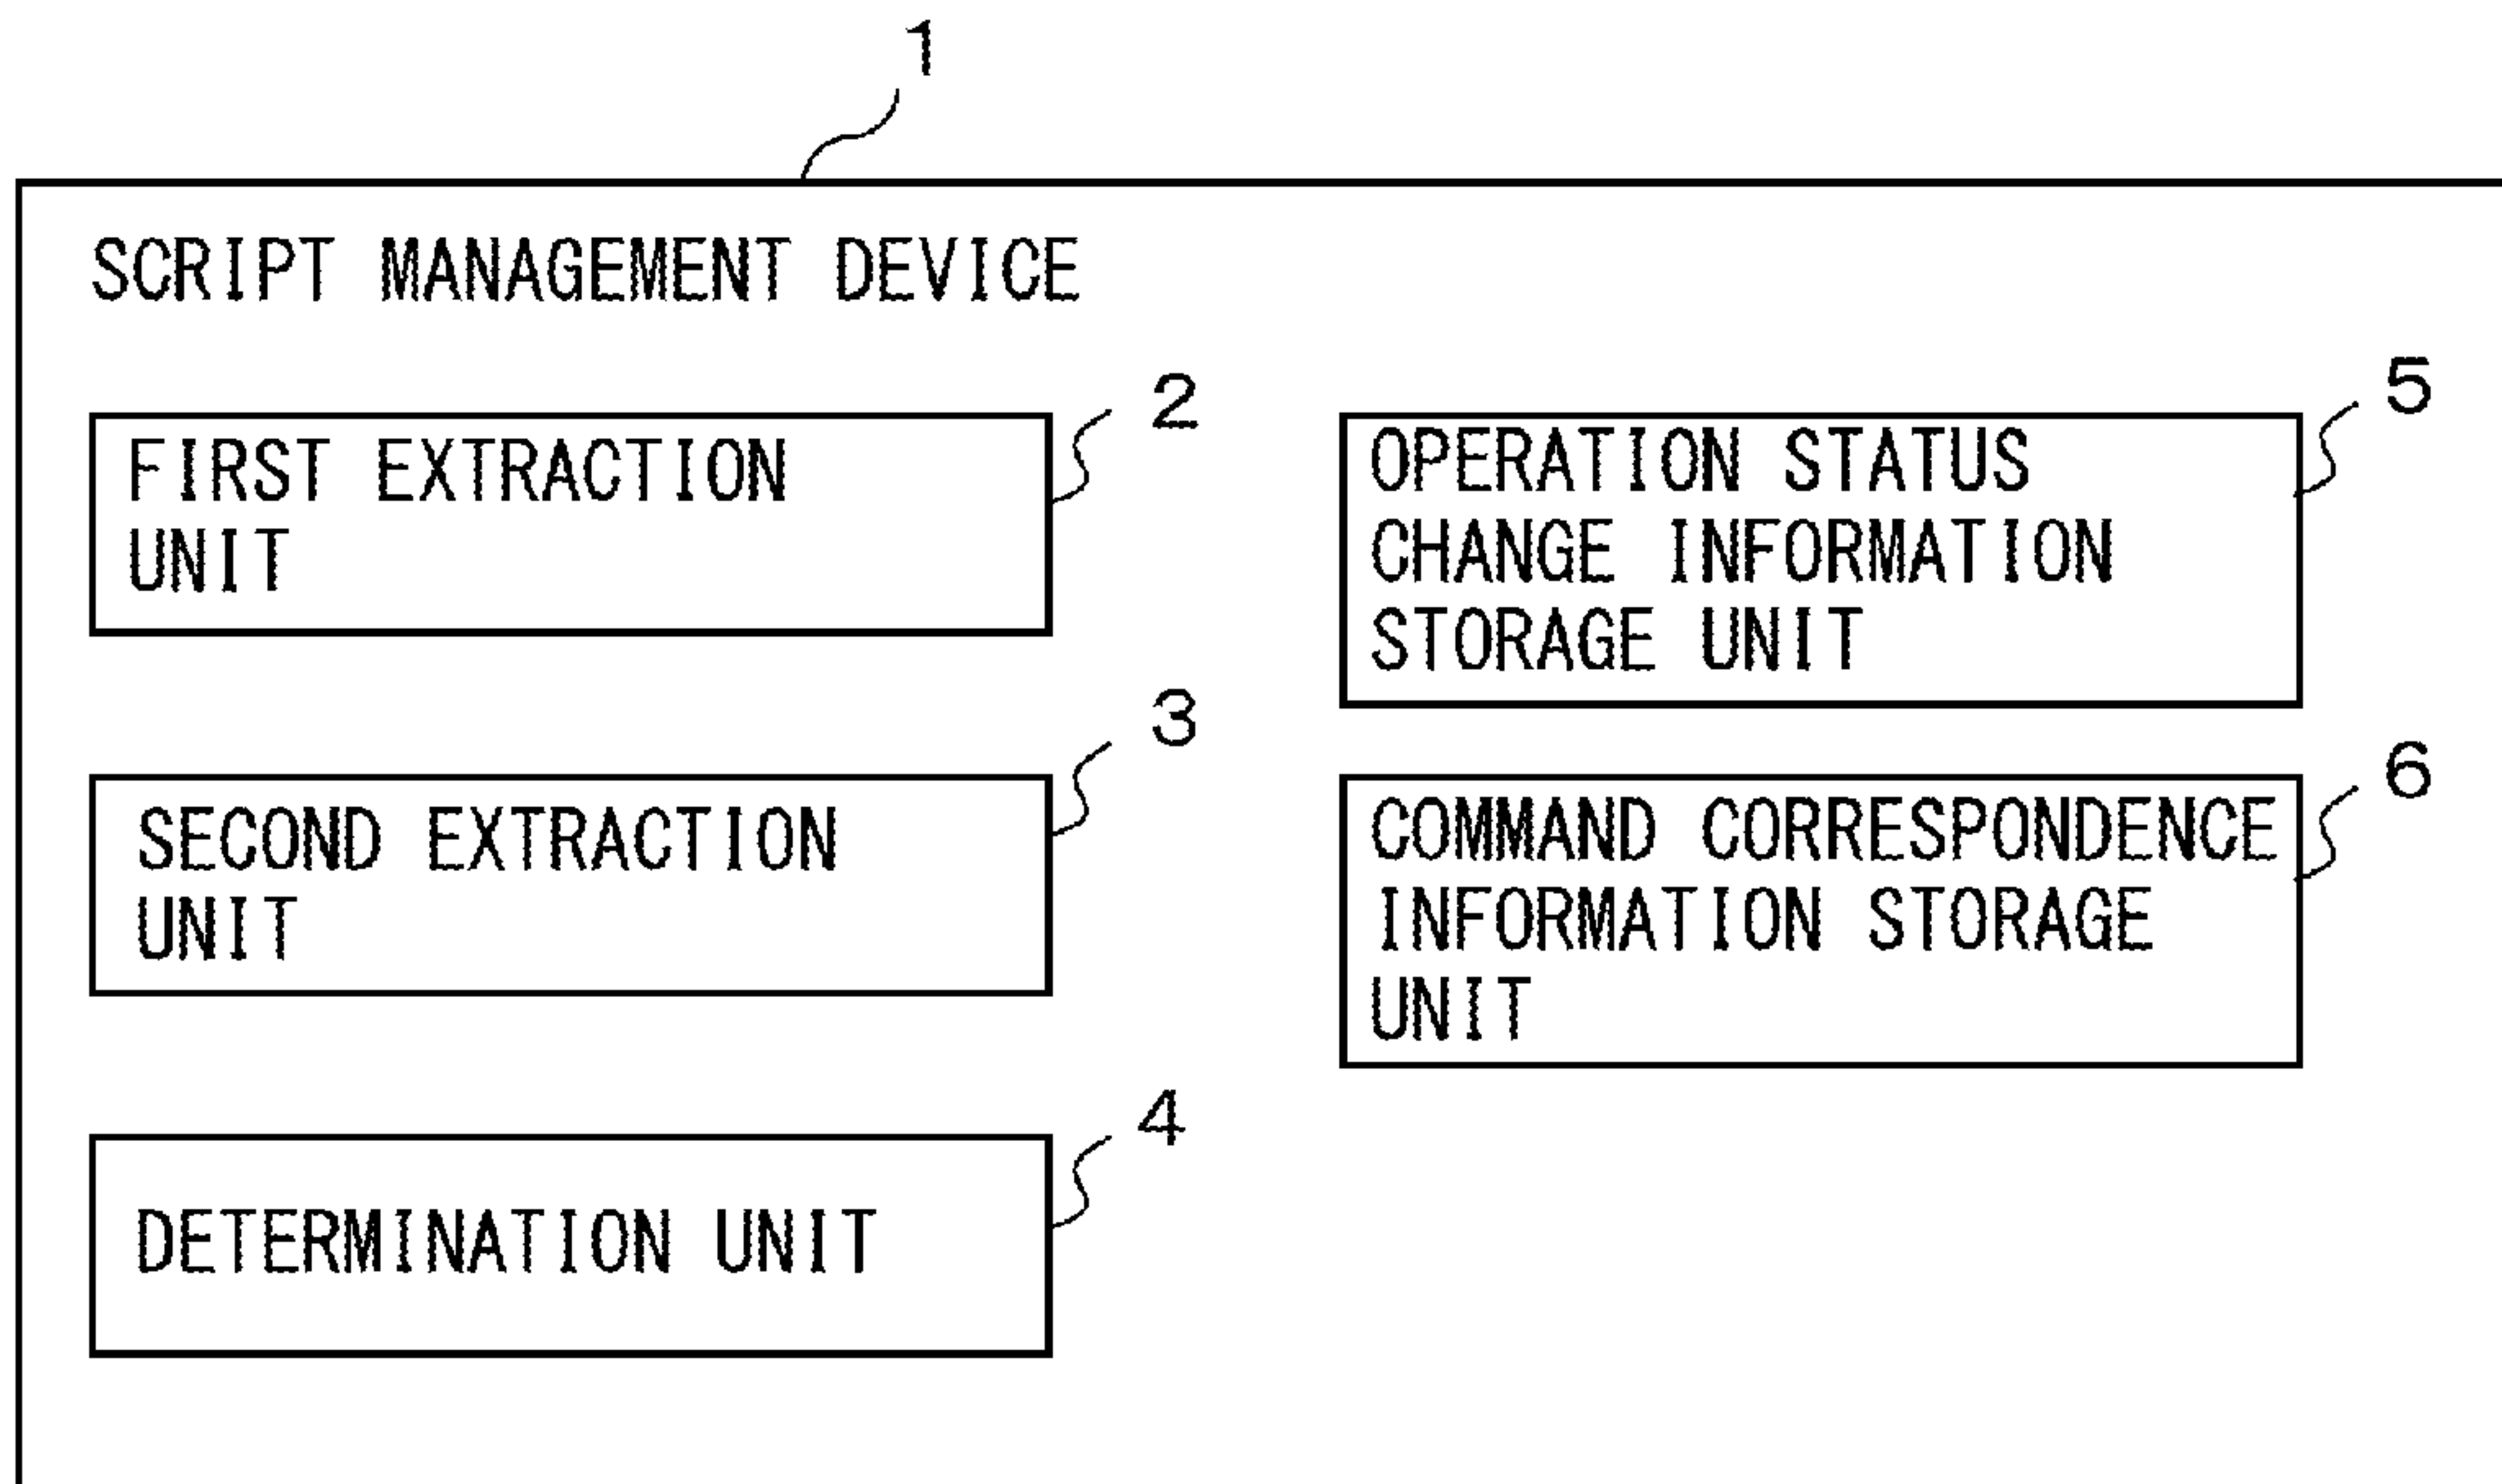 1
SCRIPT MANAGEMENT DEVICE
2
FIRST EXTRACTION
UNIT
3
SECOND EXTRACTION
UNIT
4
DETERMINATION UNIT
5
OPERATION STATUS
CHANGE INFORMATION
STORAGE UNIT
6
COMMAND CORRESPONDENCE
INFORMATION STORAGE
UNIT